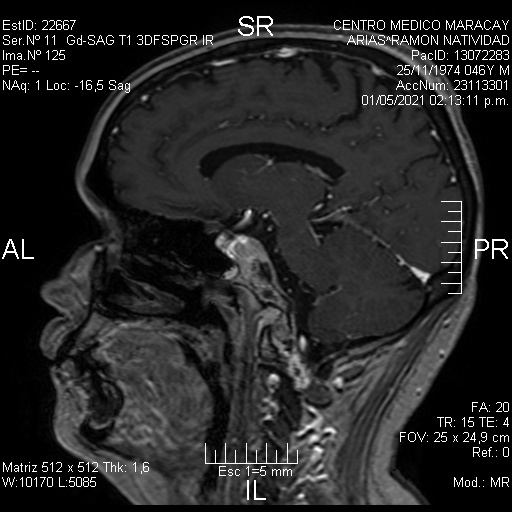 EstID: 22667
Ser.Nº 11 Gd-SAG T1 3DFSPGR IR
Ima.Nº 125
PE= --
NAq: 1 Loc: -16,5 Sag
SR
CENTRO MEDICO MARACAY
ARIAS^RAMON NATIVIDAD
PacID: 13072283
25/11/1974 046Y M
AccNum: 23113301
01/05/2021 02:13:11 p.m.
AL
PR
Matriz 512 x 512 Thk: 1,6
W:10170 L:5085
Esc 1=5 mm
IL
FA: 20
TR: 15 TE: 4
FOV: 25 x 24,9 cm
Ref.: 0
Mod.: MR